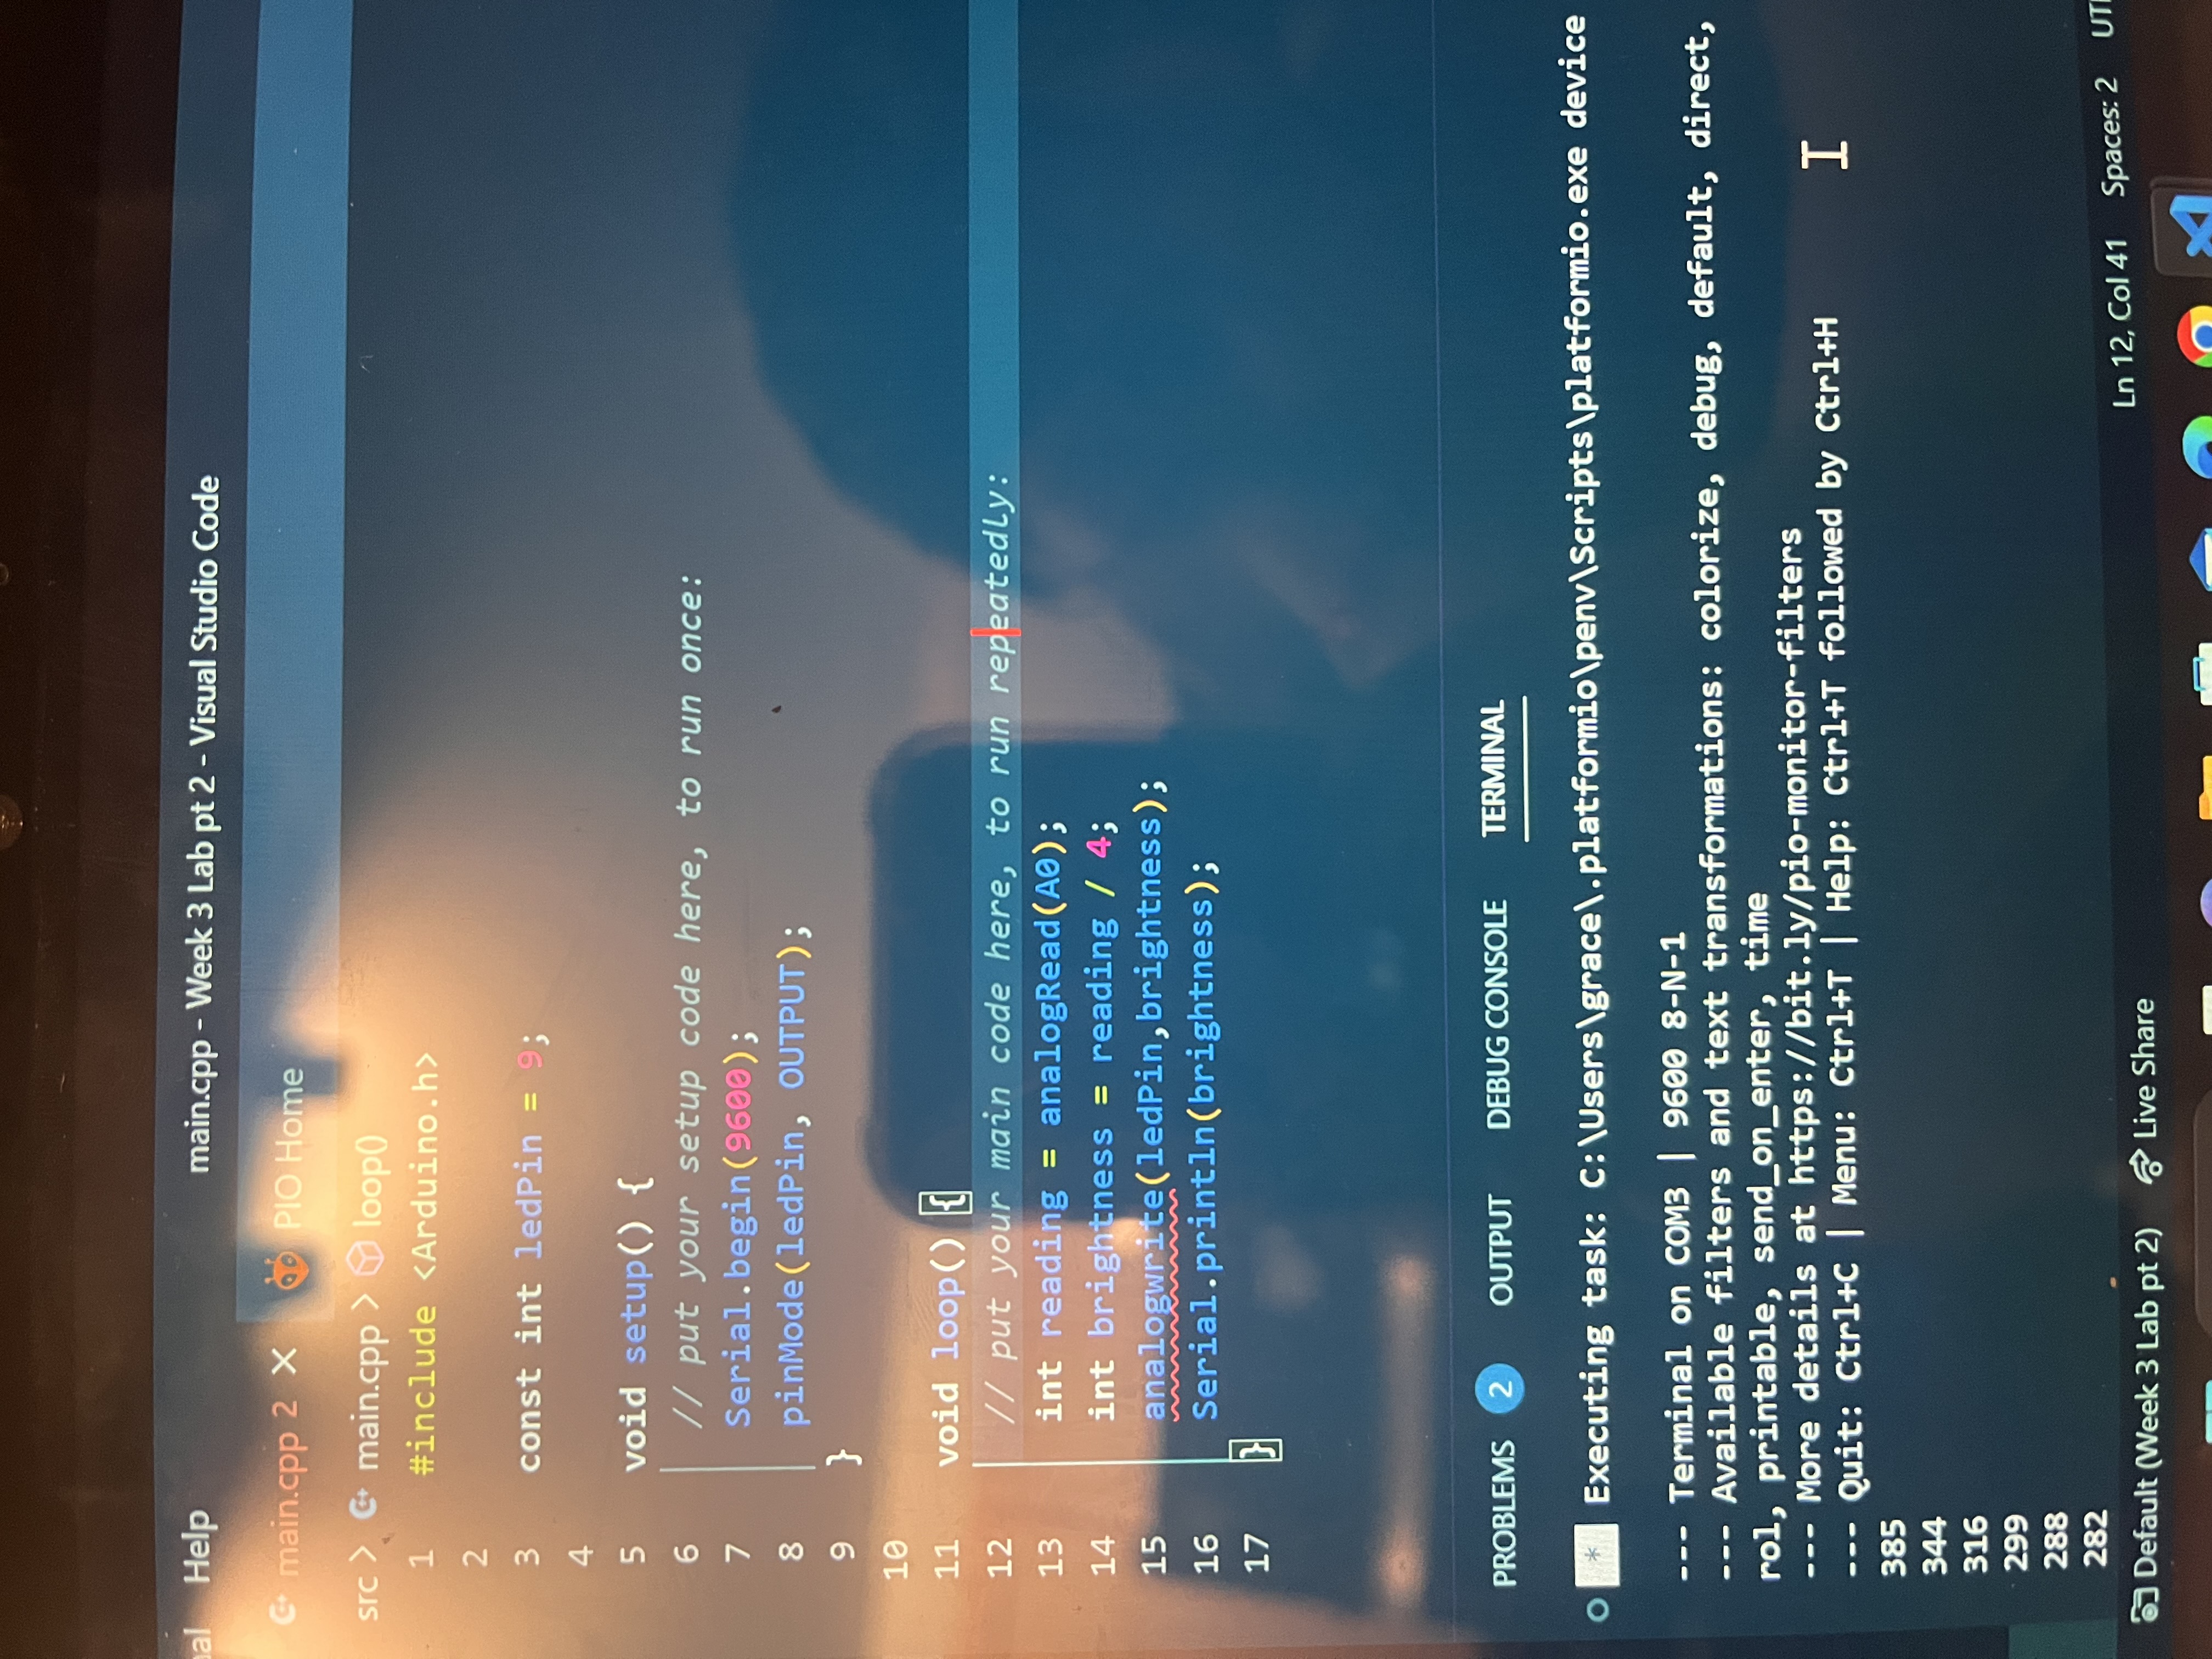 Help
main.cpp - Week 3 Lab pt 2 - Visual Studio Code
main.cpp 2 × PIO Home
src > main.cpp > loop()
1 #include <Arduino.h>
2
3 const int ledPin = 9;
4
5 void setup() {
6 // put your setup code here, to run once:
7 Serial.begin(9600);
8 pinMode(ledPin, OUTPUT);
9 }
10
11 void loop() {
12 // put your main code here, to run repeatedly:
13 int reading = analogRead(A0);
14 int brightness = reading / 4;
15 analogwrite(ledPin,brightness);
16 Serial.println(brightness);
17 }
PROBLEMS 2 OUTPUT DEBUG CONSOLE TERMINAL
* Executing task: C:\Users\grace\.platformio\penv\Scripts\platformio.exe device
--- Terminal on COM3 | 9600 8-N-1
--- Available filters and text transformations: colorize, debug, default, direct,
rol, printable, send_on_enter, time
--- More details at https://bit.ly/pio-monitor-filters
--- Quit: Ctrl+C | Menu: Ctrl+T | Help: Ctrl+T followed by Ctrl+H
385
344
316
299
288
282
Ln 12, Col 41 Spaces: 2
Default (Week 3 Lab pt 2) Live Share